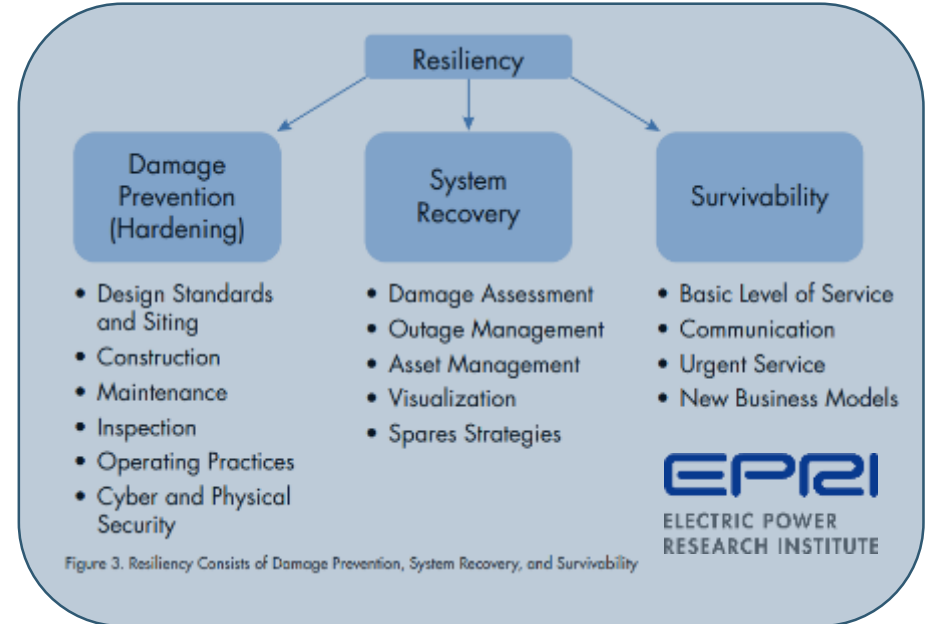 Resiliency
Damage
Prevention
(Hardening)
• Design Standards
and Siting
• Construction
• Maintenance
• Inspection
• Operating Practices
• Cyber and Physical
Security
System
Recovery
• Damage Assessment
• Outage Management
• Asset Management
• Visualization
• Spares Strategies
Survivability
• Basic Level of Service
• Communication
• Urgent Service
• New Business Models
EPRI
ELECTRIC POWER
RESEARCH INSTITUTE
Figure 3. Resiliency Consists of Damage Prevention, System Recovery, and Survivability